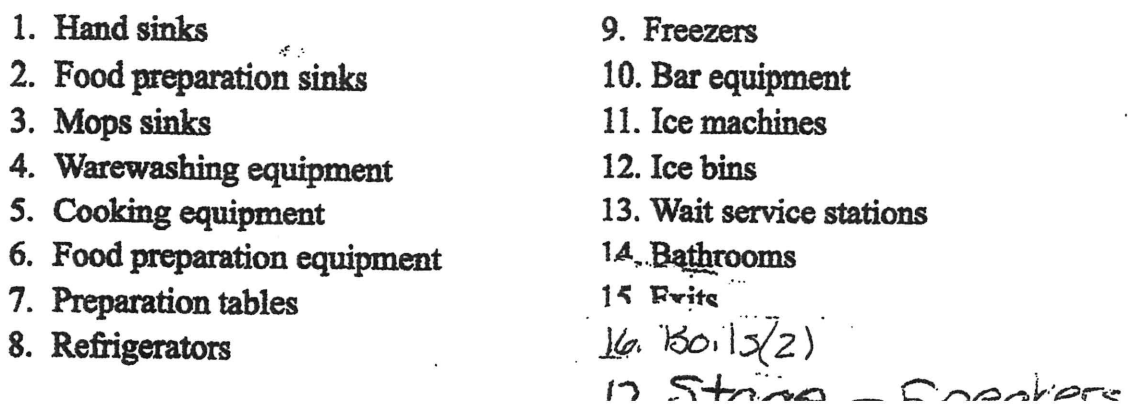 1. Hand sinks
2. Food preparation sinks
3. Mops sinks
4. Warewashing equipment
5. Cooking equipment
6. Food preparation equipment
7. Preparation tables
8. Refrigerators
9. Freezers
10. Bar equipment
11. Ice machines
12. Ice bins
13. Wait service stations
14. Bathrooms
15 Exits
16. Boils(2)
17 Stage - Speakers